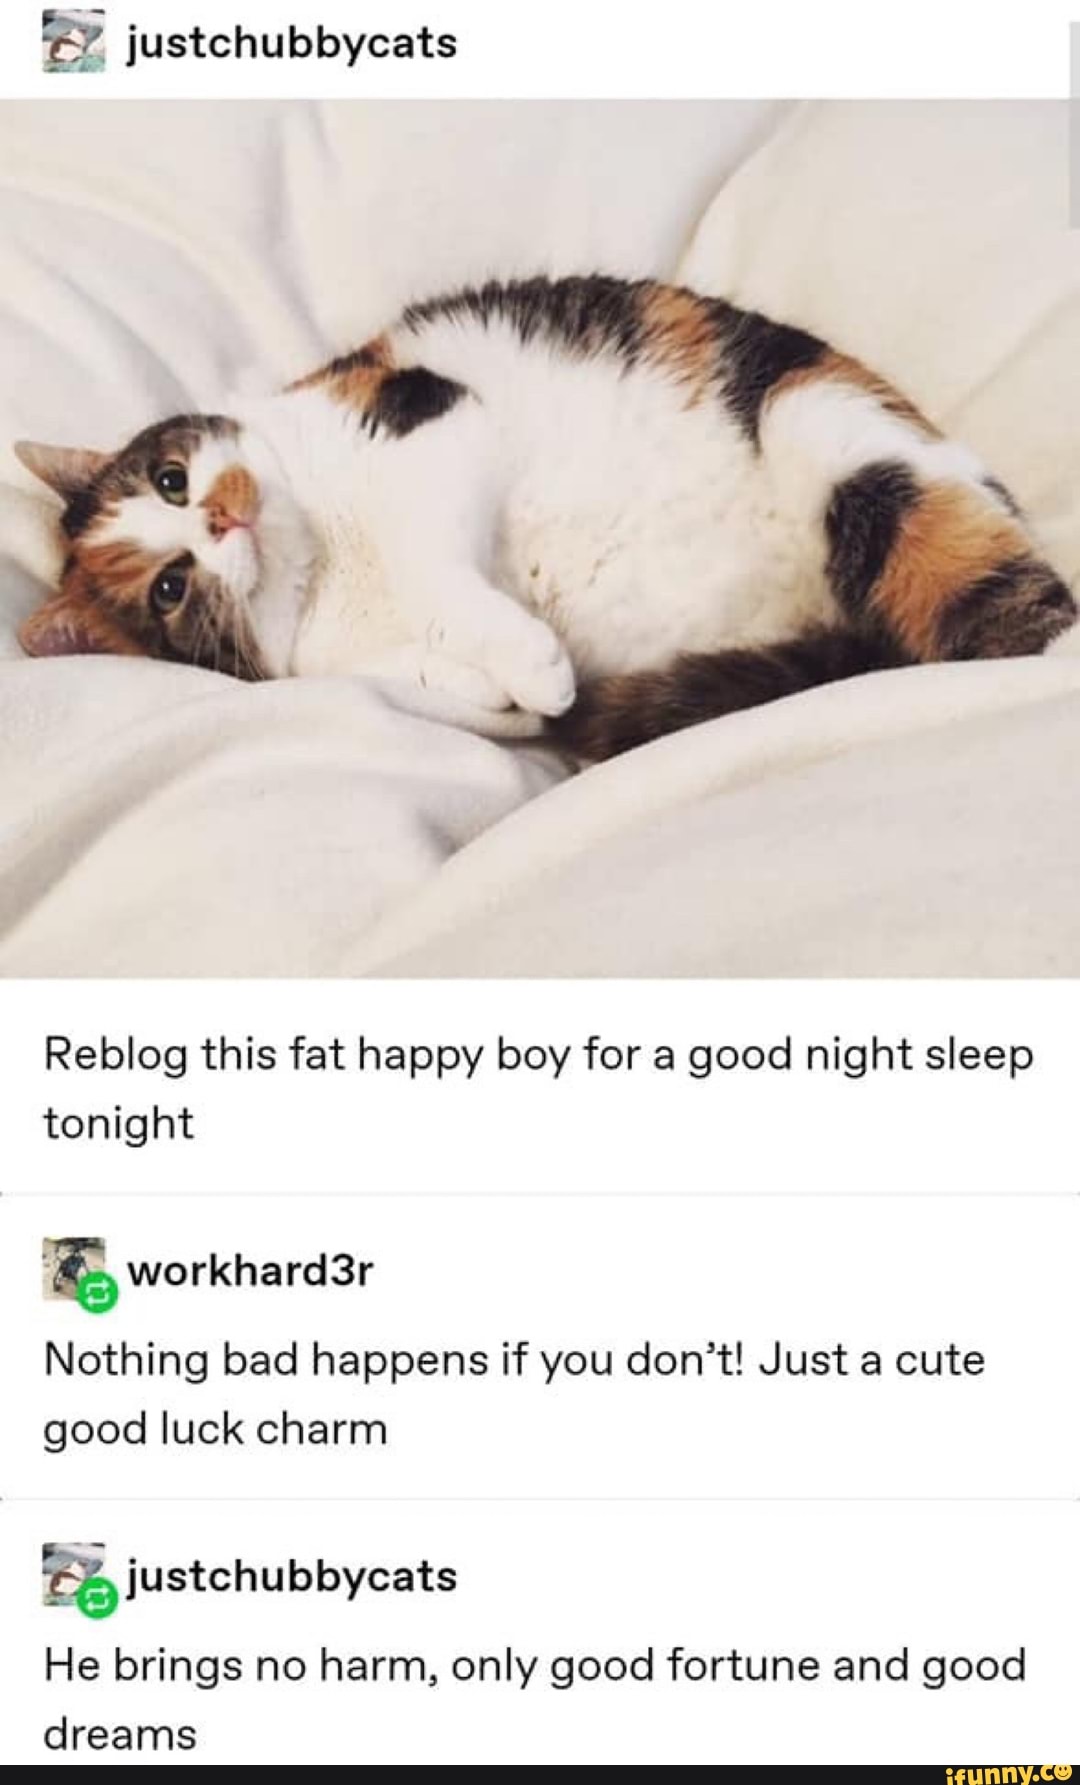 justchubbycats
Reblog this fat happy boy for a good night sleep
tonight
workhard3r
Nothing bad happens if you don't! Just a cute
good luck charm
justchubbycats
He brings no harm, only good fortune and good
dreams
ifunny.co